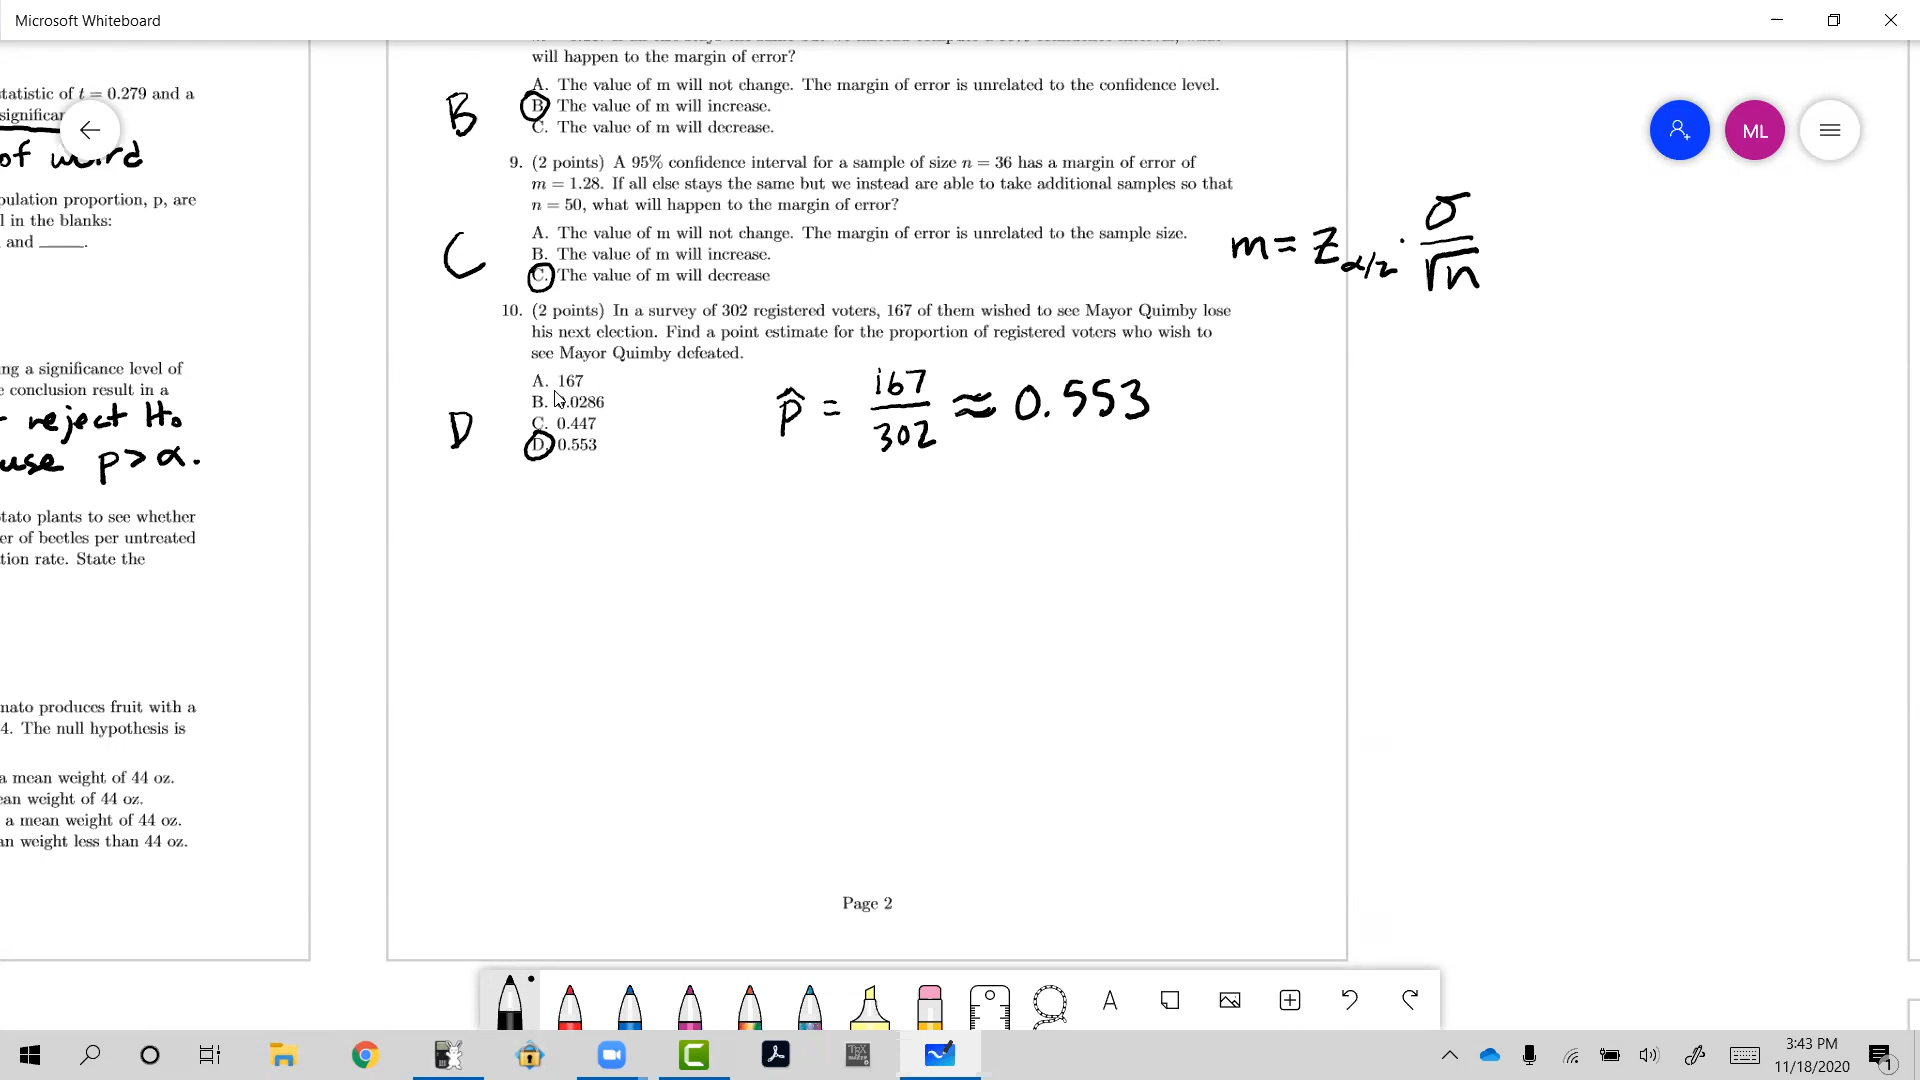 Microsoft Whiteboard
ML
statistic of t = 0.279 and a
significan
of weird
pulation proportion, p, are
l in the blanks:
and _____.
ing a significance level of
e conclusion result in a
reject H₀
use p > α.
otato plants to see whether
er of beetles per untreated
tion rate. State the
mato produces fruit with a
4. The null hypothesis is
a mean weight of 44 oz.
ean weight of 44 oz.
a mean weight of 44 oz.
an weight less than 44 oz.
will happen to the margin of error?
A. The value of m will not change. The margin of error is unrelated to the confidence level.
B B. The value of m will increase.
C. The value of m will decrease.
9. (2 points) A 95% confidence interval for a sample of size n = 36 has a margin of error of
m = 1.28. If all else stays the same but we instead are able to take additional samples so that
n = 50, what will happen to the margin of error?
A. The value of m will not change. The margin of error is unrelated to the sample size.
B. The value of m will increase.
C C. The value of m will decrease
m = z_{α/2} · σ/√n
10. (2 points) In a survey of 302 registered voters, 167 of them wished to see Mayor Quimby lose
his next election. Find a point estimate for the proportion of registered voters who wish to
see Mayor Quimby defeated.
A. 167
B. .0286
C. 0.447
D D. 0.553
p̂ = 167/302 ≈ 0.553
Page 2
A
3:43 PM
11/18/2020
1